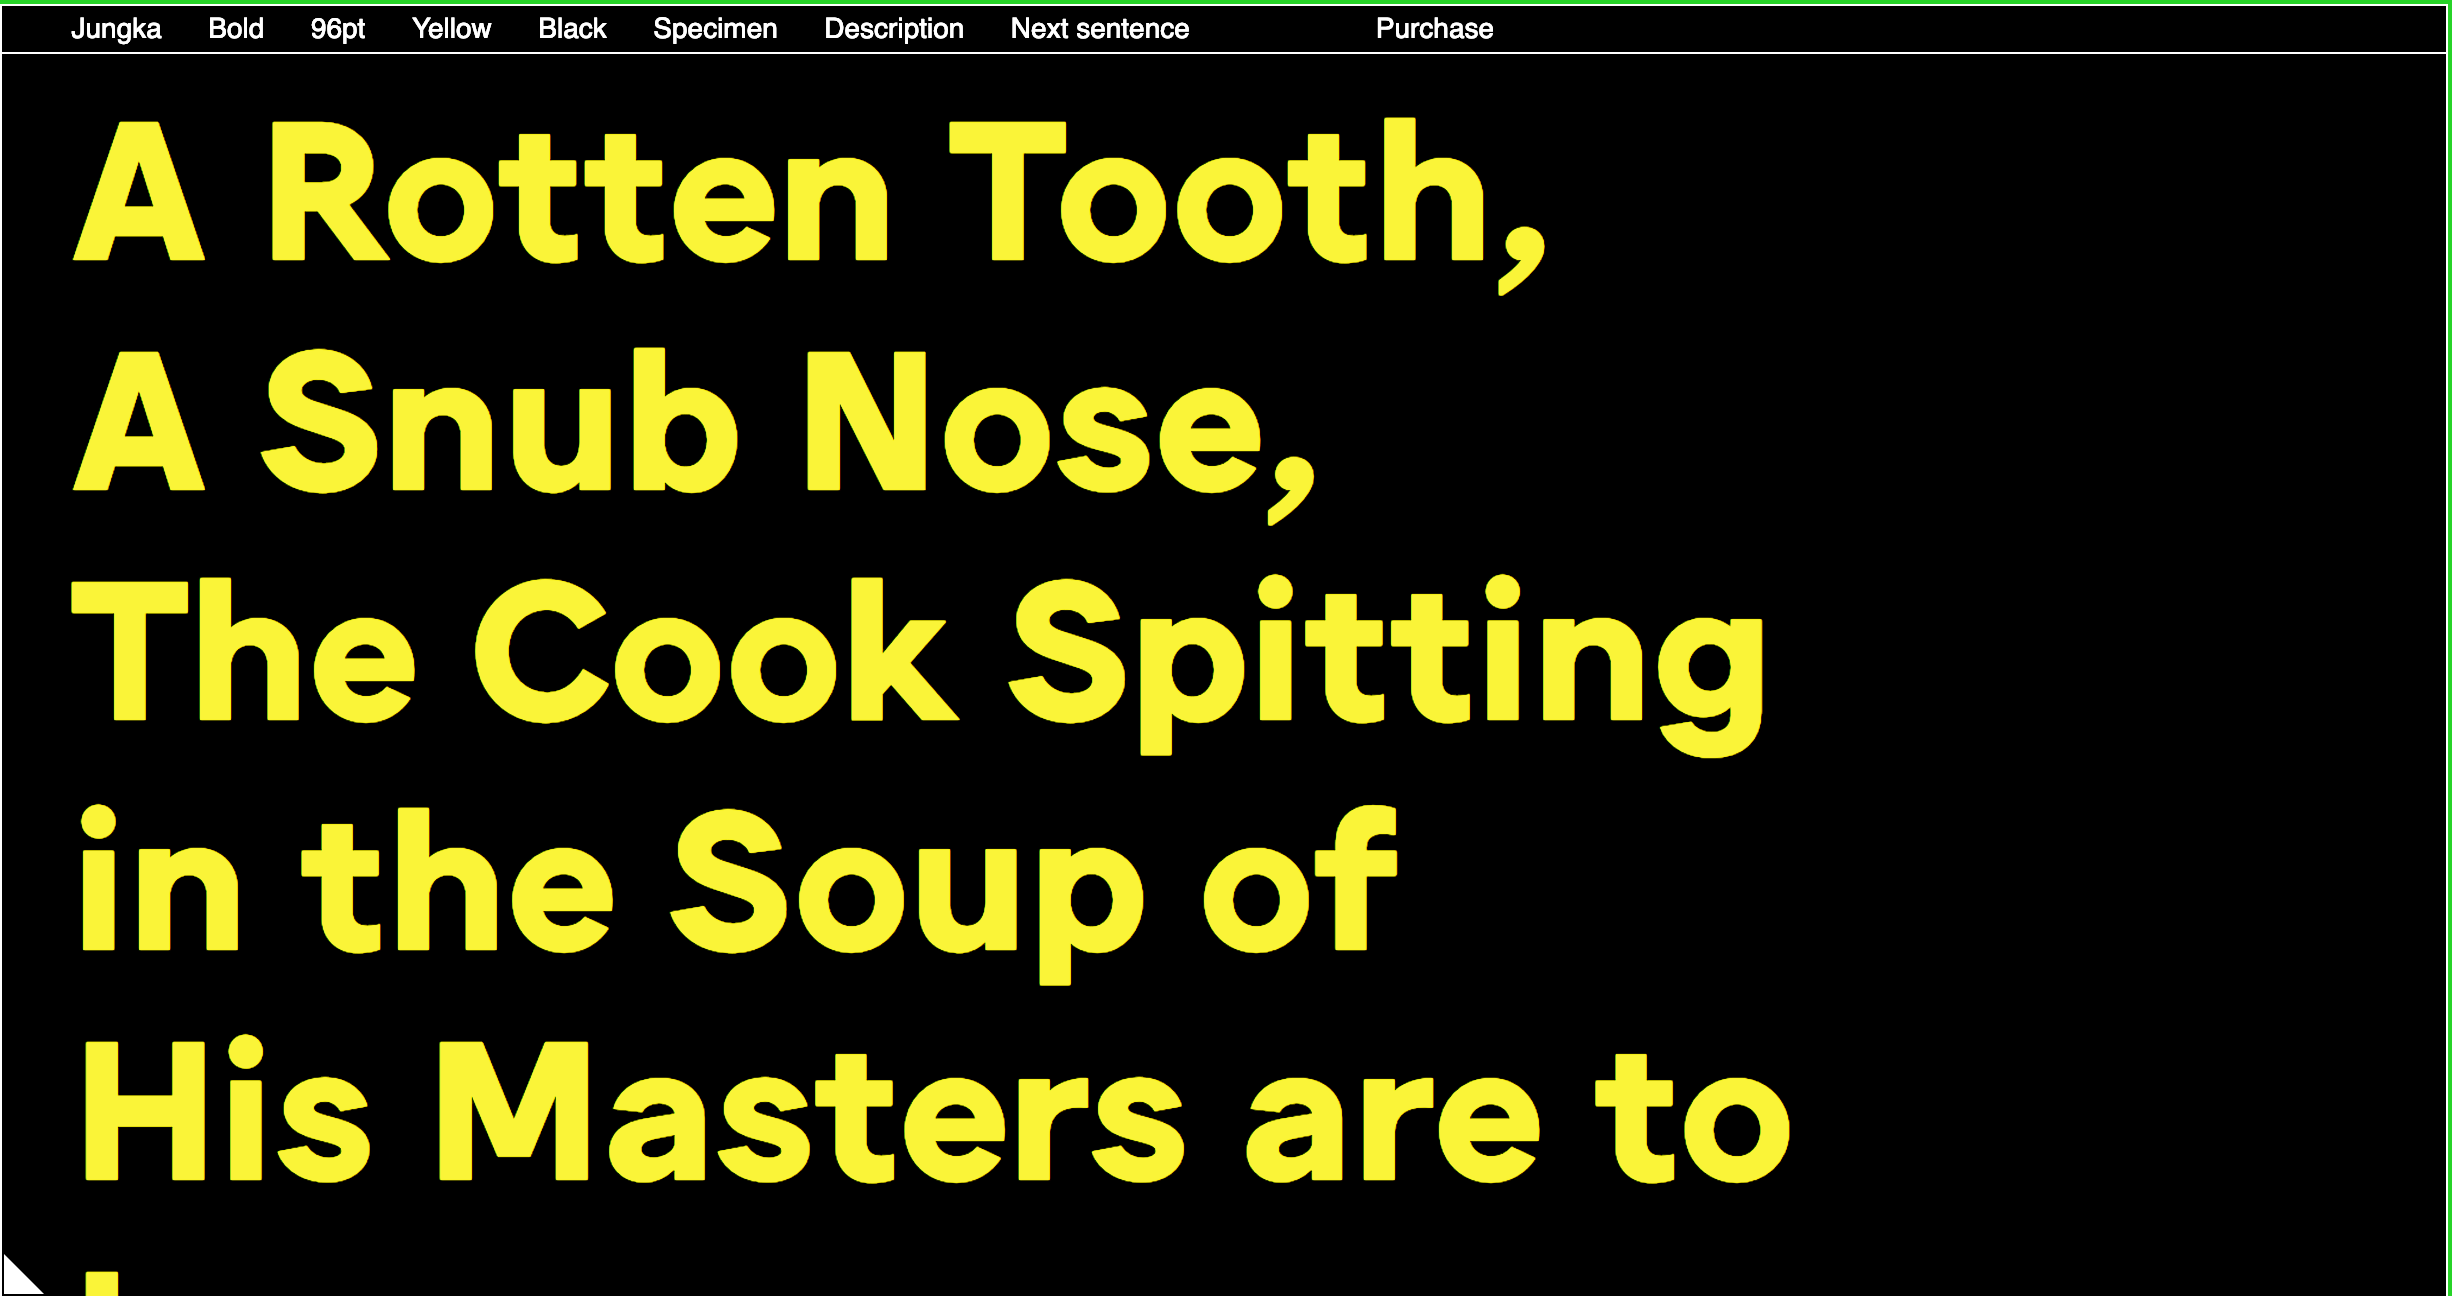 Jungka Bold 96pt Yellow Black Specimen Description Next sentence Purchase
A Rotten Tooth,
A Snub Nose,
The Cook Spitting
in the Soup of
His Masters are to